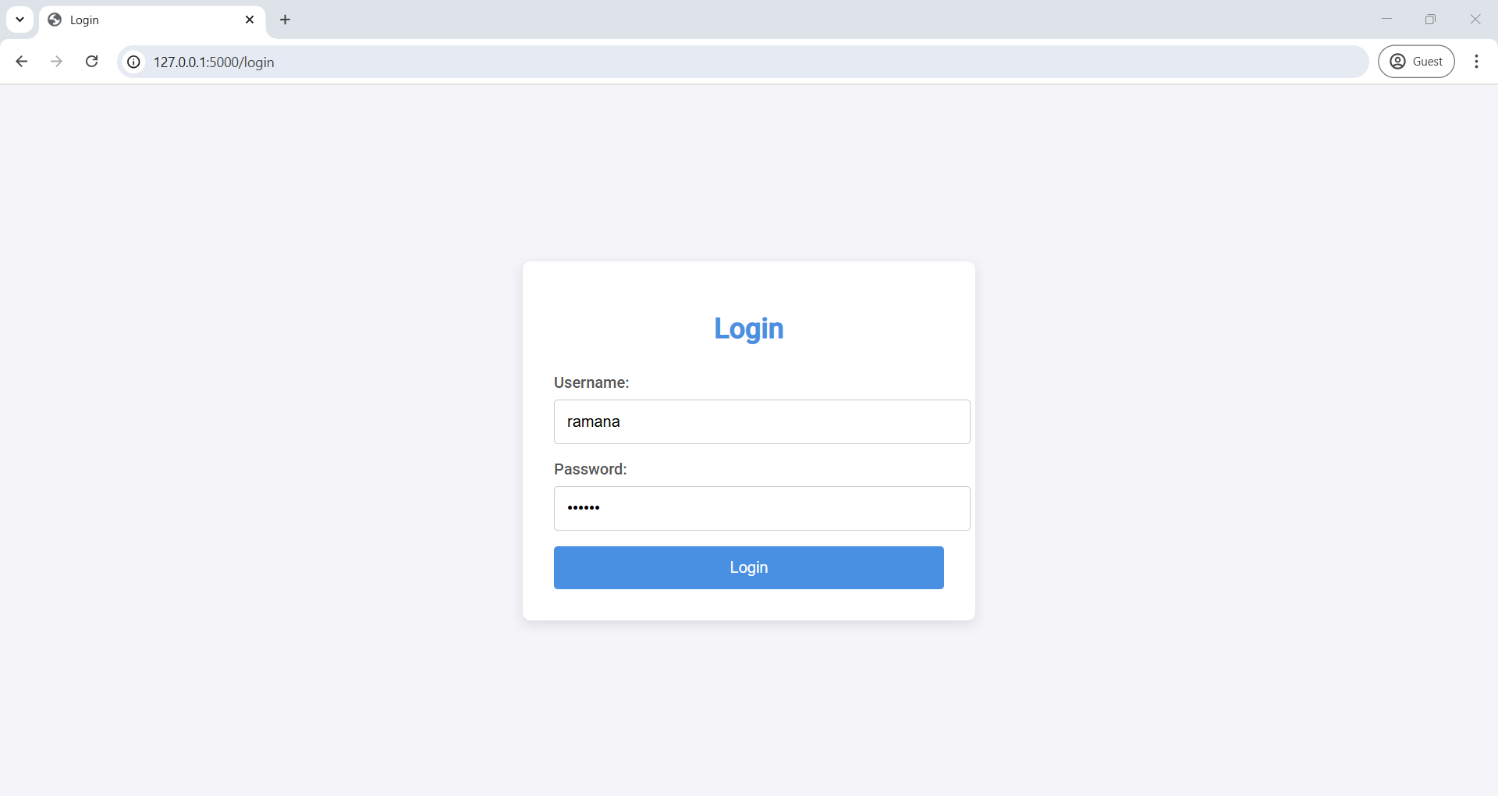 Login
127.0.0.1:5000/login
Guest
Login
Username:
ramana
Password:
••••••
Login